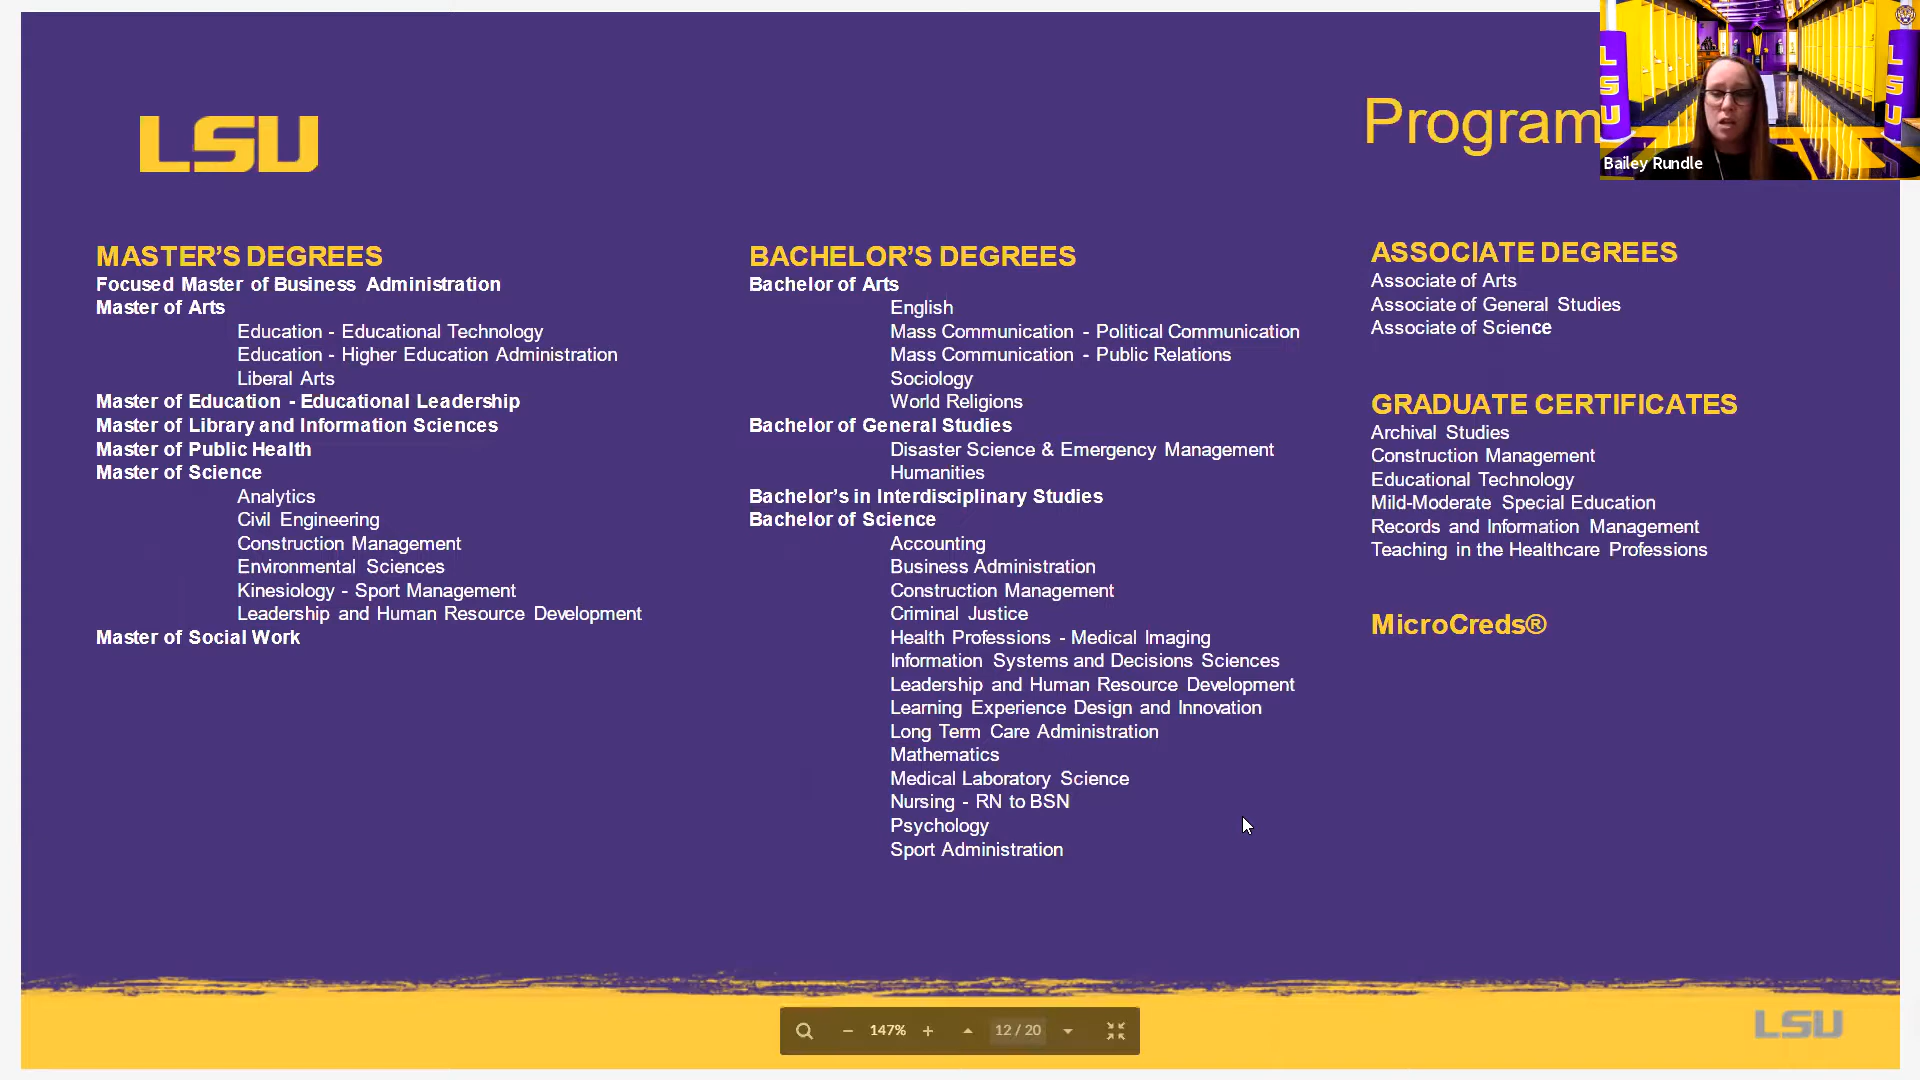 LSU
Program
LSU
LSU
Bailey Rundle
MASTER’S DEGREES
Focused Master of Business Administration
Master of Arts
Education - Educational Technology
Education - Higher Education Administration
Liberal Arts
Master of Education - Educational Leadership
Master of Library and Information Sciences
Master of Public Health
Master of Science
Analytics
Civil Engineering
Construction Management
Environmental Sciences
Kinesiology - Sport Management
Leadership and Human Resource Development
Master of Social Work
BACHELOR’S DEGREES
Bachelor of Arts
English
Mass Communication - Political Communication
Mass Communication - Public Relations
Sociology
World Religions
Bachelor of General Studies
Disaster Science & Emergency Management
Humanities
Bachelor’s in Interdisciplinary Studies
Bachelor of Science
Accounting
Business Administration
Construction Management
Criminal Justice
Health Professions - Medical Imaging
Information Systems and Decisions Sciences
Leadership and Human Resource Development
Learning Experience Design and Innovation
Long Term Care Administration
Mathematics
Medical Laboratory Science
Nursing - RN to BSN
Psychology
Sport Administration
ASSOCIATE DEGREES
Associate of Arts
Associate of General Studies
Associate of Science
GRADUATE CERTIFICATES
Archival Studies
Construction Management
Educational Technology
Mild-Moderate Special Education
Records and Information Management
Teaching in the Healthcare Professions
MicroCreds®
147%
12 / 20
LSU